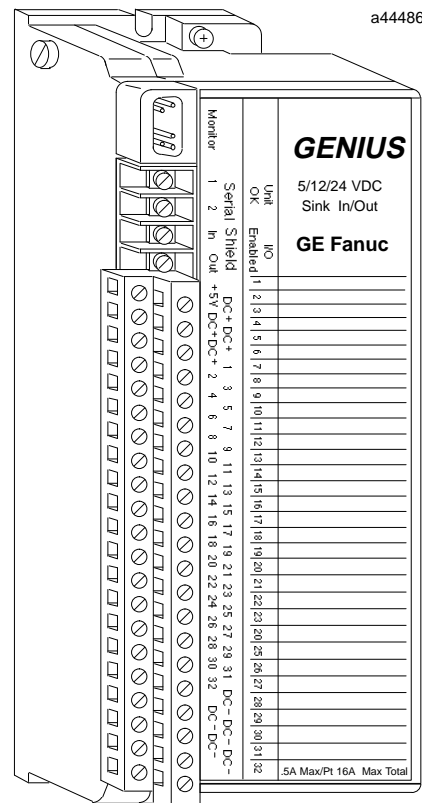 a44486
GENIUS
5/12/24 VDC
Sink In/Out
GE Fanuc
Unit I/O
OK Enabled
1
2
3
4
5
6
7
8
9
10
11
12
13
14
15
16
17
18
19
20
21
22
23
20
25
26
27
28
29
30
31
32
.5A Max/Pt 16A Max Total
Monitor
Serial Shield
1 2 In Out
DC+ DC+ 1 3 5 7 9 11 13 15 17 19 21 23 25 27 29 31 DC- DC- DC-
+5V DC+ DC+ 2 4 6 8 10 12 14 16 18 20 22 24 26 28 30 32 DC- DC-